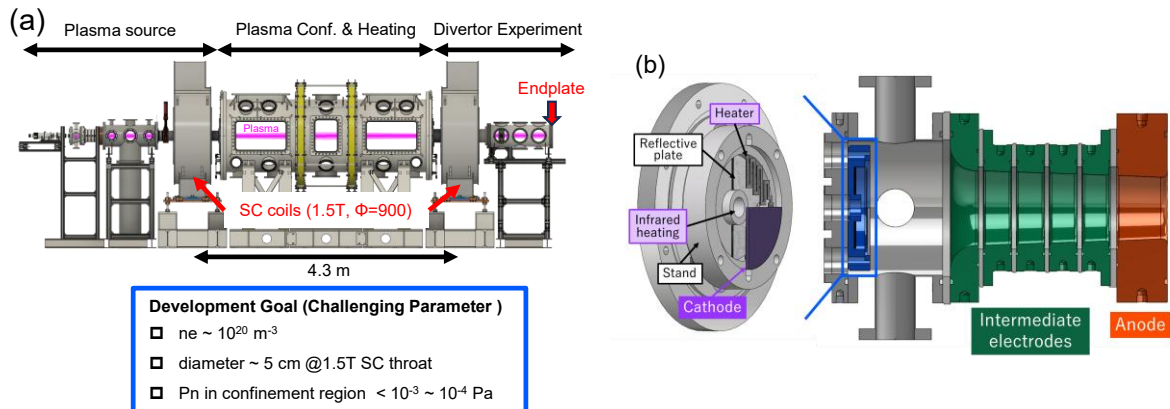 (a)
Plasma source
Plasma Conf. & Heating
Divertor Experiment
Endplate
Plasma
SC coils (1.5T, Φ=900)
4.3 m
Development Goal (Challenging Parameter )
ne ~ 10²⁰ m⁻³
diameter ~ 5 cm @1.5T SC throat
Pn in confinement region < 10⁻³ ~ 10⁻⁴ Pa
(b)
Heater
Reflective
plate
Infrared
heating
Stand
Cathode
Intermediate
electrodes
Anode